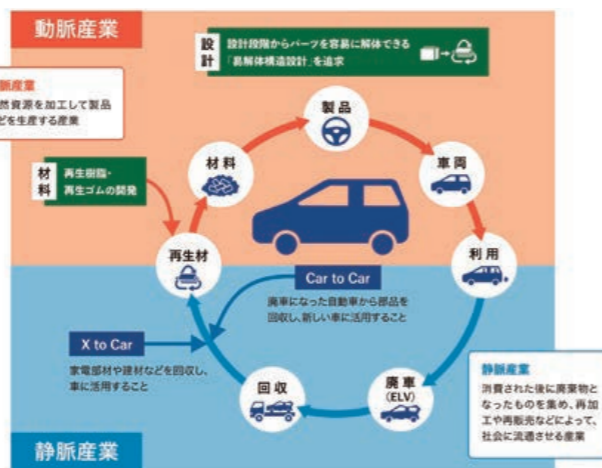 動脈産業
設計
設計段階からパーツを容易に解体できる
「易解体構造設計」を追求
脈産業
然資源を加工して製品
どを生産する産業
製品
材料
車両
材料
再生樹脂・
再生ゴムの開発
再生材
利用
Car to Car
廃車になった自動車から部品を
回収し、新しい車に活用すること
X to Car
家電部材や建材などを回収し、
車に活用すること
回収
廃車
(ELV)
静脈産業
消費された後に廃棄物と
なったものを集め、再加
工や再販売などによって、
社会に流通させる産業
静脈産業